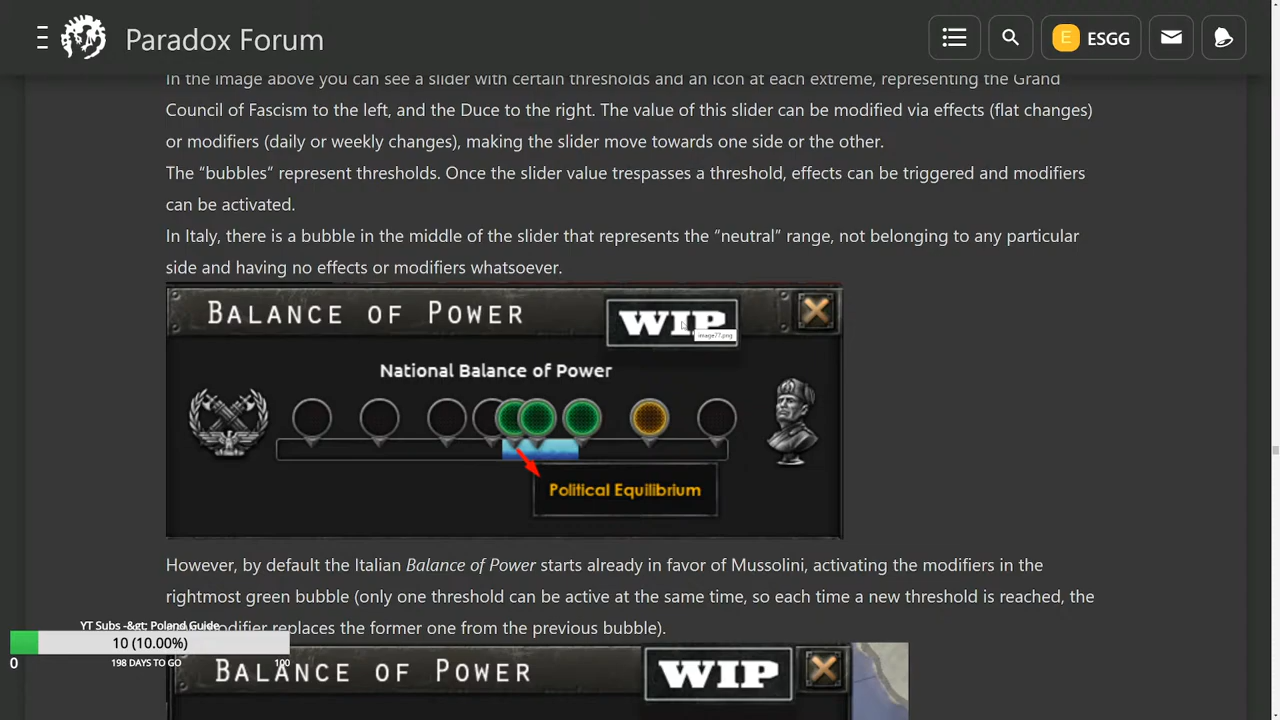 Paradox Forum
E ESGG
In the image above you can see a slider with certain thresholds and an icon at each extreme, representing the Grand
Council of Fascism to the left, and the Duce to the right. The value of this slider can be modified via effects (flat changes)
or modifiers (daily or weekly changes), making the slider move towards one side or the other.
The “bubbles” represent thresholds. Once the slider value trespasses a threshold, effects can be triggered and modifiers
can be activated.
In Italy, there is a bubble in the middle of the slider that represents the “neutral” range, not belonging to any particular
side and having no effects or modifiers whatsoever.
BALANCE OF POWER
WIP
image77.png
National Balance of Power
Political Equilibrium
However, by default the Italian Balance of Power starts already in favor of Mussolini, activating the modifiers in the
rightmost green bubble (only one threshold can be active at the same time, so each time a new threshold is reached, the
modifier replaces the former one from the previous bubble).
YT Subs -&gt; Poland Guide
10 (10.00%)
0 198 DAYS TO GO 100
BALANCE OF POWER
WIP